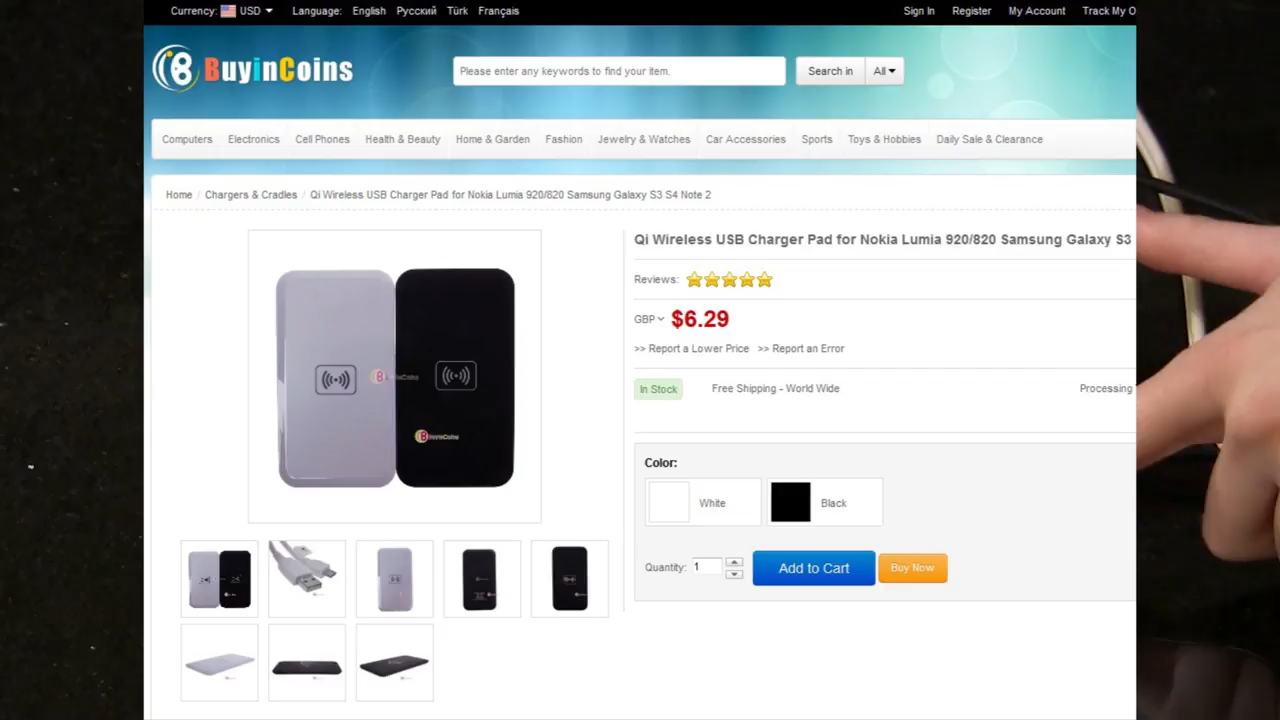 Currency: USD Language: English Русский Türk Français Sign In Register My Account Track My O
BuyinCoins
Please enter any keywords to find your item. Search in All
Computers Electronics Cell Phones Health & Beauty Home & Garden Fashion Jewelry & Watches Car Accessories Sports Toys & Hobbies Daily Sale & Clearance
Home / Chargers & Cradles / Qi Wireless USB Charger Pad for Nokia Lumia 920/820 Samsung Galaxy S3 S4 Note 2
Qi Wireless USB Charger Pad for Nokia Lumia 920/820 Samsung Galaxy S3
Reviews:
GBP $6.29
>> Report a Lower Price >> Report an Error
In Stock Free Shipping - World Wide Processing
Color:
White Black
Quantity: 1 Add to Cart Buy Now
BuyinCoins
BuyinCoins